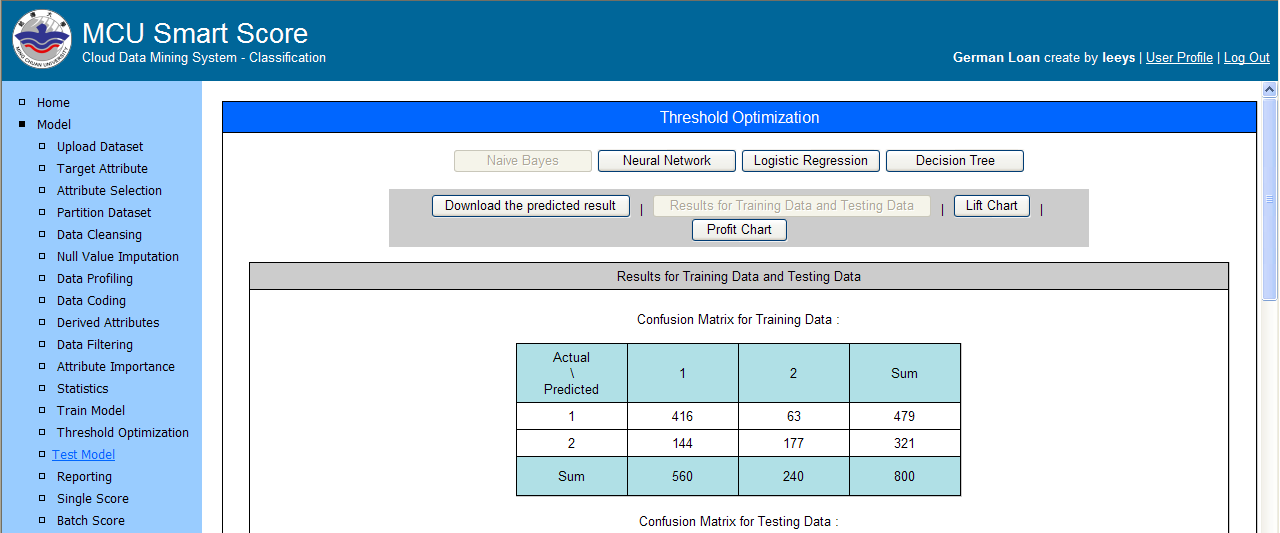 MCU Smart Score
Cloud Data Mining System - Classification
German Loan create by leeys | User Profile | Log Out
MING CHUAN UNIVERSITY
Home
Model
Upload Dataset
Target Attribute
Attribute Selection
Partition Dataset
Data Cleansing
Null Value Imputation
Data Profiling
Data Coding
Derived Attributes
Data Filtering
Attribute Importance
Statistics
Train Model
Threshold Optimization
Test Model
Reporting
Single Score
Batch Score
Threshold Optimization
Naive Bayes Neural Network Logistic Regression Decision Tree
Download the predicted result | Results for Training Data and Testing Data | Lift Chart |
Profit Chart
Results for Training Data and Testing Data
Confusion Matrix for Training Data :
Actual
\
Predicted
1 2 Sum
1 416 63 479
2 144 177 321
Sum 560 240 800
Confusion Matrix for Testing Data :